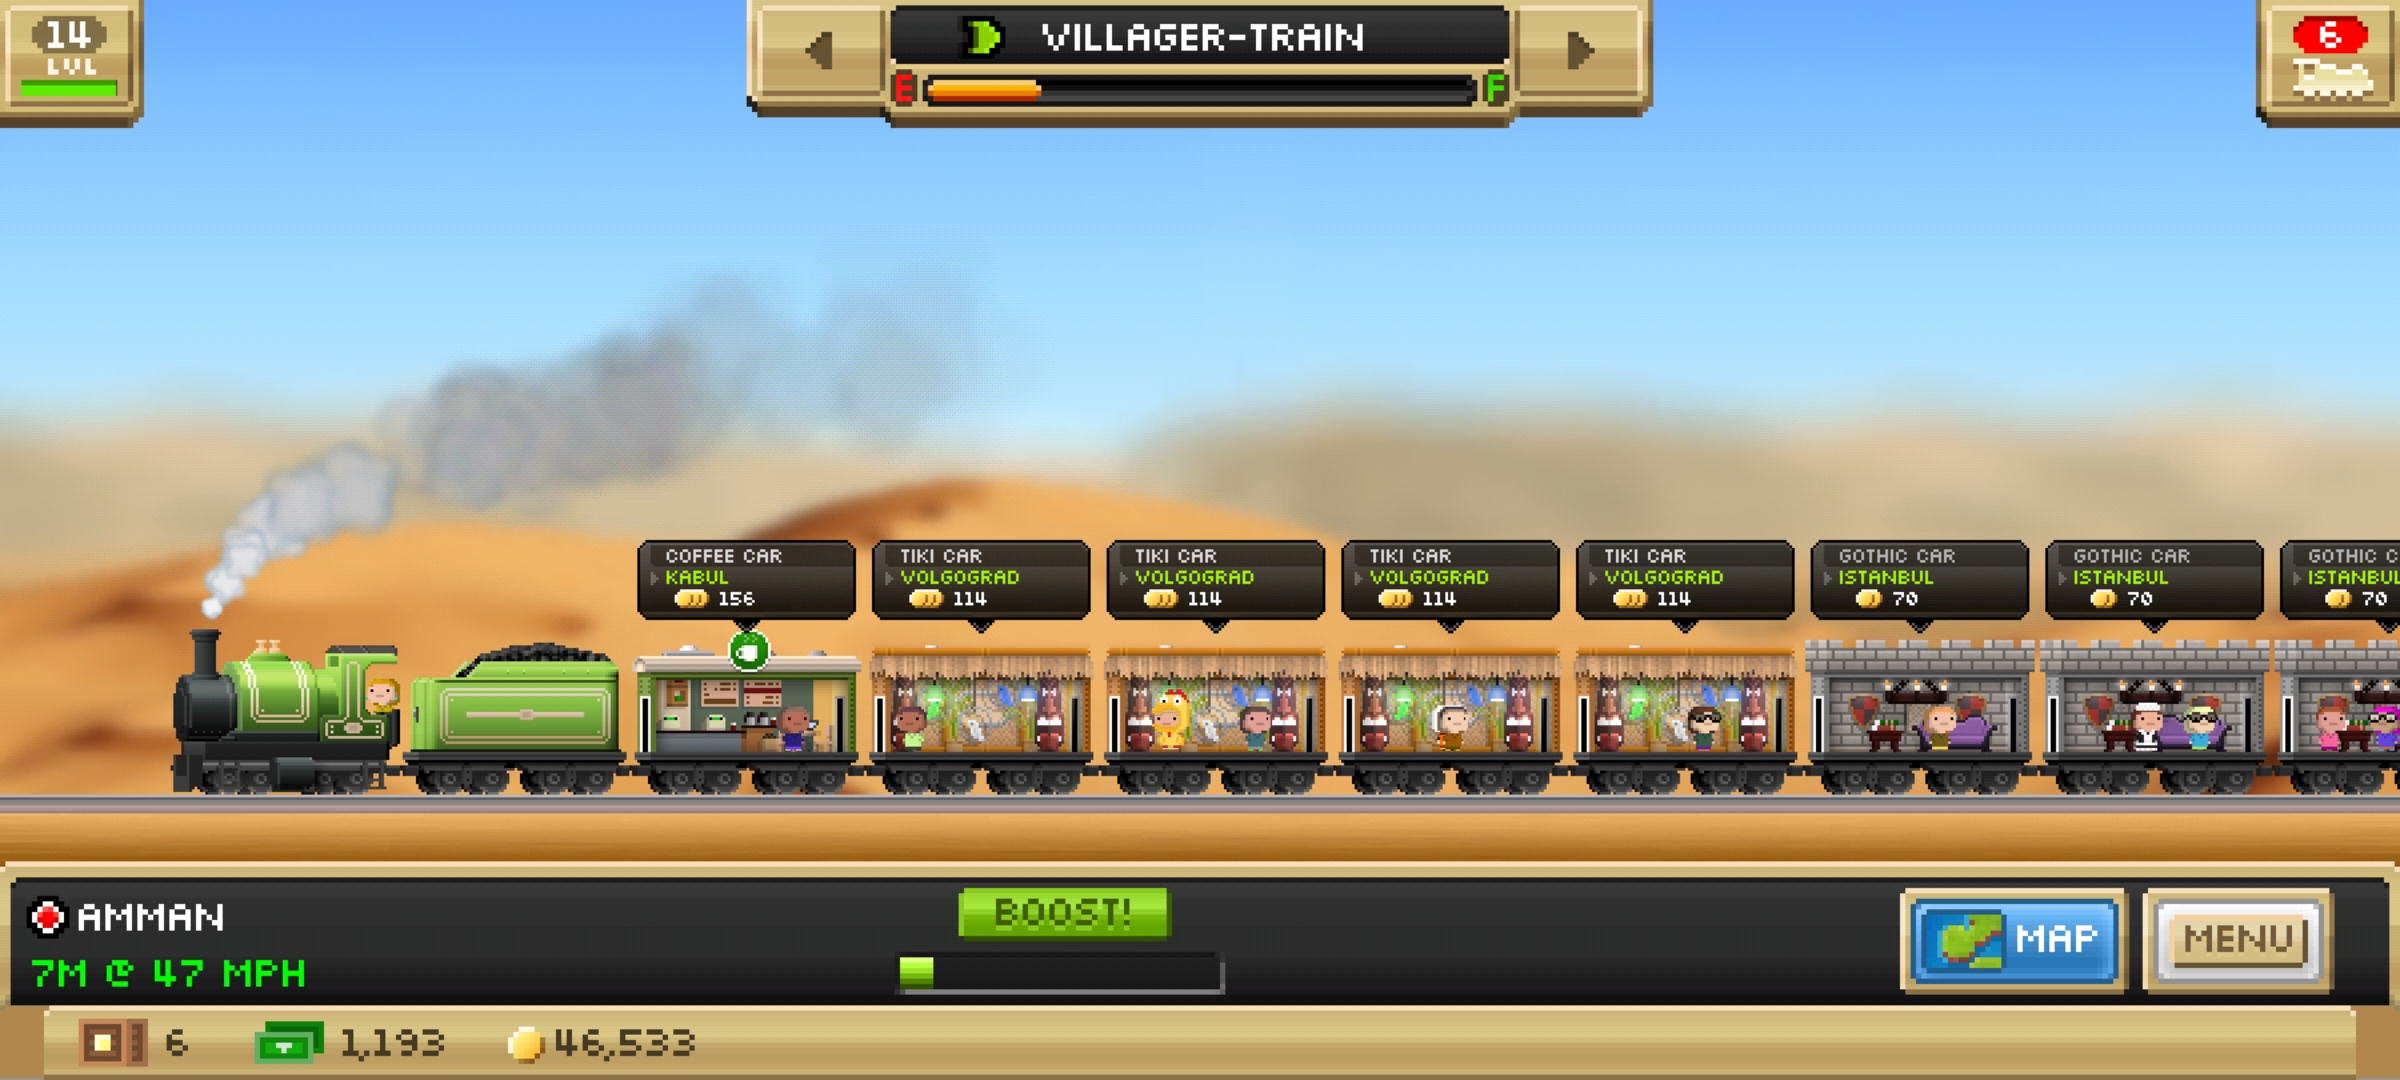 14
LVL
VILLAGER-TRAIN
E F
6
COFFEE CAR
KABUL
156
TIKI CAR
VOLGOGRAD
114
TIKI CAR
VOLGOGRAD
114
TIKI CAR
VOLGOGRAD
114
TIKI CAR
VOLGOGRAD
114
GOTHIC CAR
ISTANBUL
70
GOTHIC CAR
ISTANBUL
70
GOTHIC C
ISTANBUL
70
AMMAN
7M @ 47 MPH
BOOST!
MAP
MENU
6
1,193
46,533